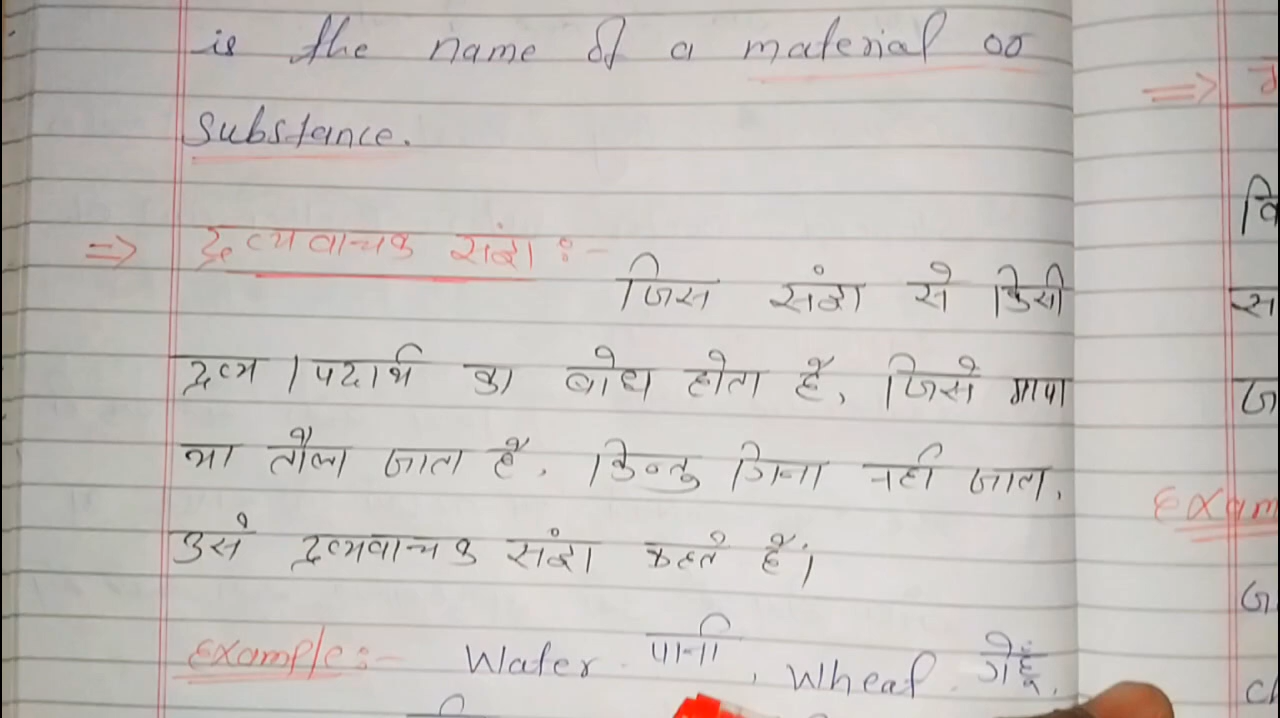 is the name of a material or
substance.
⇒ द्रव्यवाचक संज्ञा :-
जिस संज्ञा से किसी
द्रव्य / पदार्थ का बोध होता है, जिसे मापा
या तौला जाता है, किन्तु गिना नही जाता,
उसे द्रव्यवाचक संज्ञा कहते हैं।
Example:- Water पानी, Wheat गेहूँ,